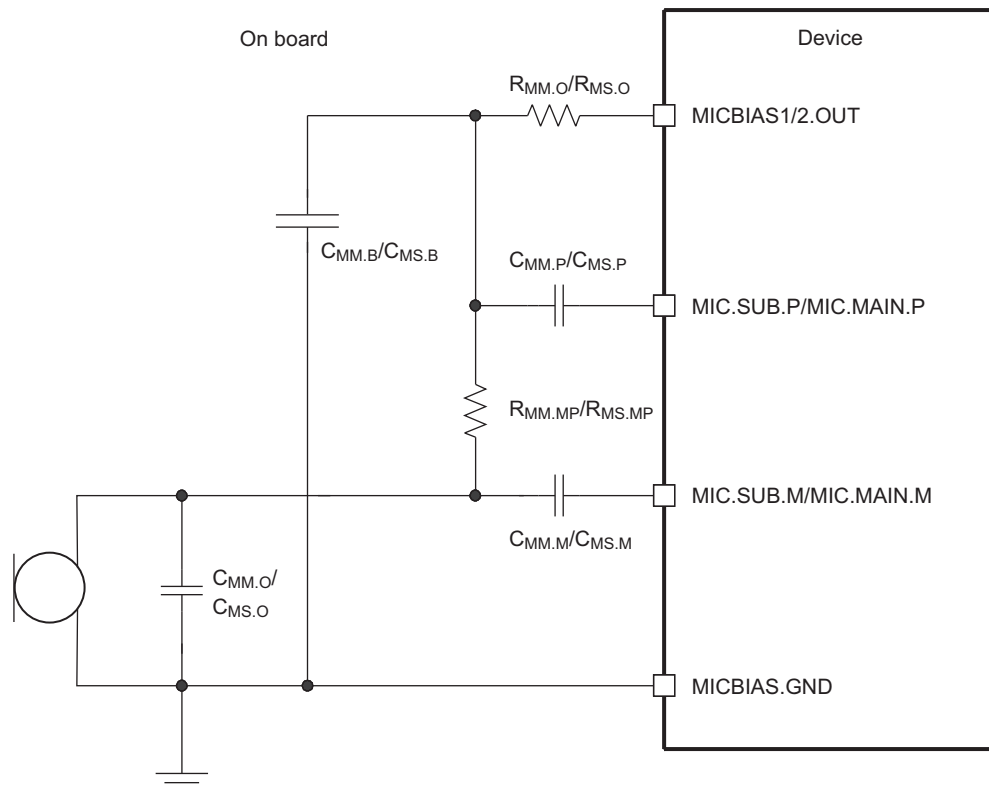 On board
Device
RMM.O/RMS.O
MICBIAS1/2.OUT
CMM.B/CMS.B
CMM.P/CMS.P
MIC.SUB.P/MIC.MAIN.P
RMM.MP/RMS.MP
MIC.SUB.M/MIC.MAIN.M
CMM.M/CMS.M
CMM.O/
CMS.O
MICBIAS.GND